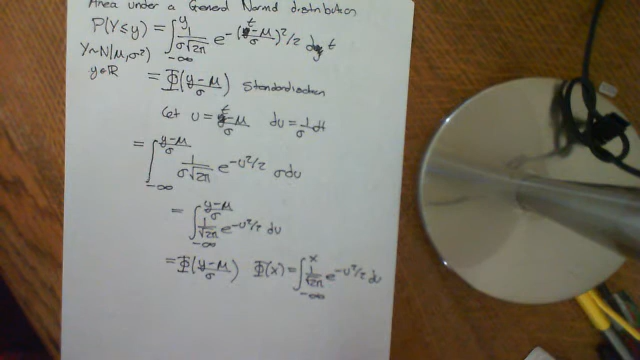 Area under a General Normal distribution
P(Y ≤ y) = ∫_{-∞}^{y} 1/(σ√2π) e^{-((t-μ)/σ)²/2} dt
Y~N(μ, σ²)
y∈ℝ
= Φ((y-μ)/σ) Standardisation
Let u = (t-μ)/σ du = 1/σ dt
= ∫_{-∞}^{(y-μ)/σ} 1/(σ√2π) e^{-u²/2} σdu
= ∫_{-∞}^{(y-μ)/σ} 1/√2π e^{-u²/2} du
= Φ((y-μ)/σ) Φ(x) = ∫_{-∞}^{x} 1/√2π e^{-u²/2} du